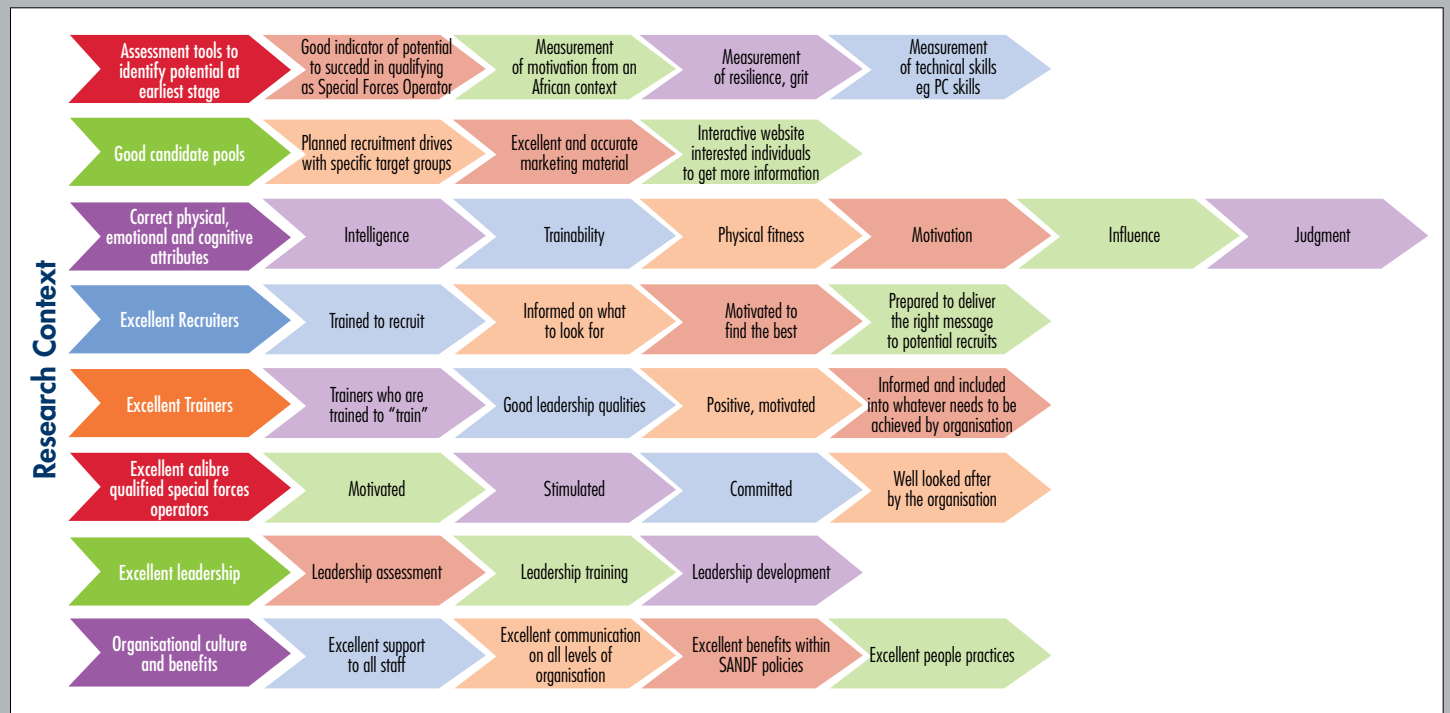 Research Context
Assessment tools to
identify potential at
earliest stage
Good indicator of potential
to succedd in qualifying
as Special Forces Operator
Measurement
of motivation from an
African context
Measurement
of resilience, grit
Measurement
of technical skills
eg PC skills
Good candidate pools
Planned recruitment drives
with specific target groups
Excellent and accurate
marketing material
Interactive website
interested individuals
to get more information
Correct physical,
emotional and cognitive
attributes
Intelligence
Trainability
Physical fitness
Motivation
Influence
Judgment
Excellent Recruiters
Trained to recruit
Informed on what
to look for
Motivated to
find the best
Prepared to deliver
the right message
to potential recruits
Excellent Trainers
Trainers who are
trained to “train”
Good leadership qualities
Positive, motivated
Informed and included
into whatever needs to be
achieved by organisation
Excellent calibre
qualified special forces
operators
Motivated
Stimulated
Committed
Well looked after
by the organisation
Excellent leadership
Leadership assessment
Leadership training
Leadership development
Organisational culture
and benefits
Excellent support
to all staff
Excellent communication
on all levels of
organisation
Excellent benefits within
SANDF policies
Excellent people practices